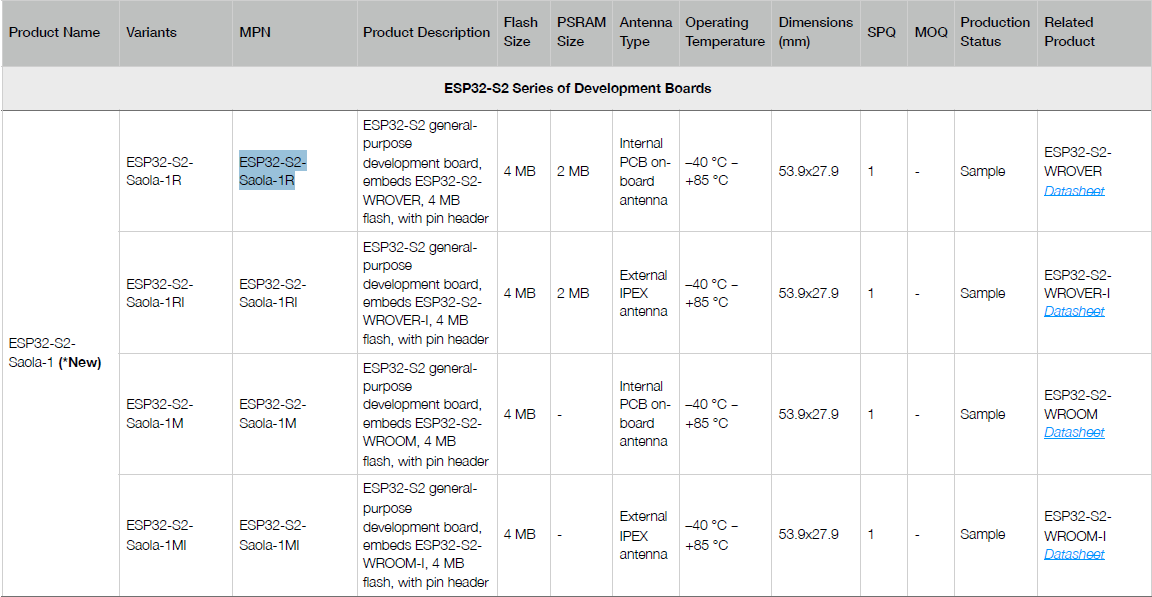 Product Name
Variants
MPN
Product Description
Flash
Size
PSRAM
Size
Antenna
Type
Operating
Temperature
Dimensions
(mm)
SPQ
MOQ
Production
Status
Related
Product
ESP32-S2 Series of Development Boards
ESP32-S2-
Saola-1 (*New)
ESP32-S2-
Saola-1R
ESP32-S2-
Saola-1R
ESP32-S2 general-
purpose
development board,
embeds ESP32-S2-
WROVER, 4 MB
flash, with pin header
4 MB
2 MB
Internal
PCB on-
board
antenna
–40 °C –
+85 °C
53.9x27.9
1
-
Sample
ESP32-S2-
WROVER
Datasheet
ESP32-S2-
Saola-1RI
ESP32-S2-
Saola-1RI
ESP32-S2 general-
purpose
development board,
embeds ESP32-S2-
WROVER-I, 4 MB
flash, with pin header
4 MB
2 MB
External
IPEX
antenna
–40 °C –
+85 °C
53.9x27.9
1
-
Sample
ESP32-S2-
WROVER-I
Datasheet
ESP32-S2-
Saola-1M
ESP32-S2-
Saola-1M
ESP32-S2 general-
purpose
development board,
embeds ESP32-S2-
WROOM, 4 MB
flash, with pin header
4 MB
-
Internal
PCB on-
board
antenna
–40 °C –
+85 °C
53.9x27.9
1
-
Sample
ESP32-S2-
WROOM
Datasheet
ESP32-S2-
Saola-1MI
ESP32-S2-
Saola-1MI
ESP32-S2 general-
purpose
development board,
embeds ESP32-S2-
WROOM-I, 4 MB
flash, with pin header
4 MB
-
External
IPEX
antenna
–40 °C –
+85 °C
53.9x27.9
1
-
Sample
ESP32-S2-
WROOM-I
Datasheet